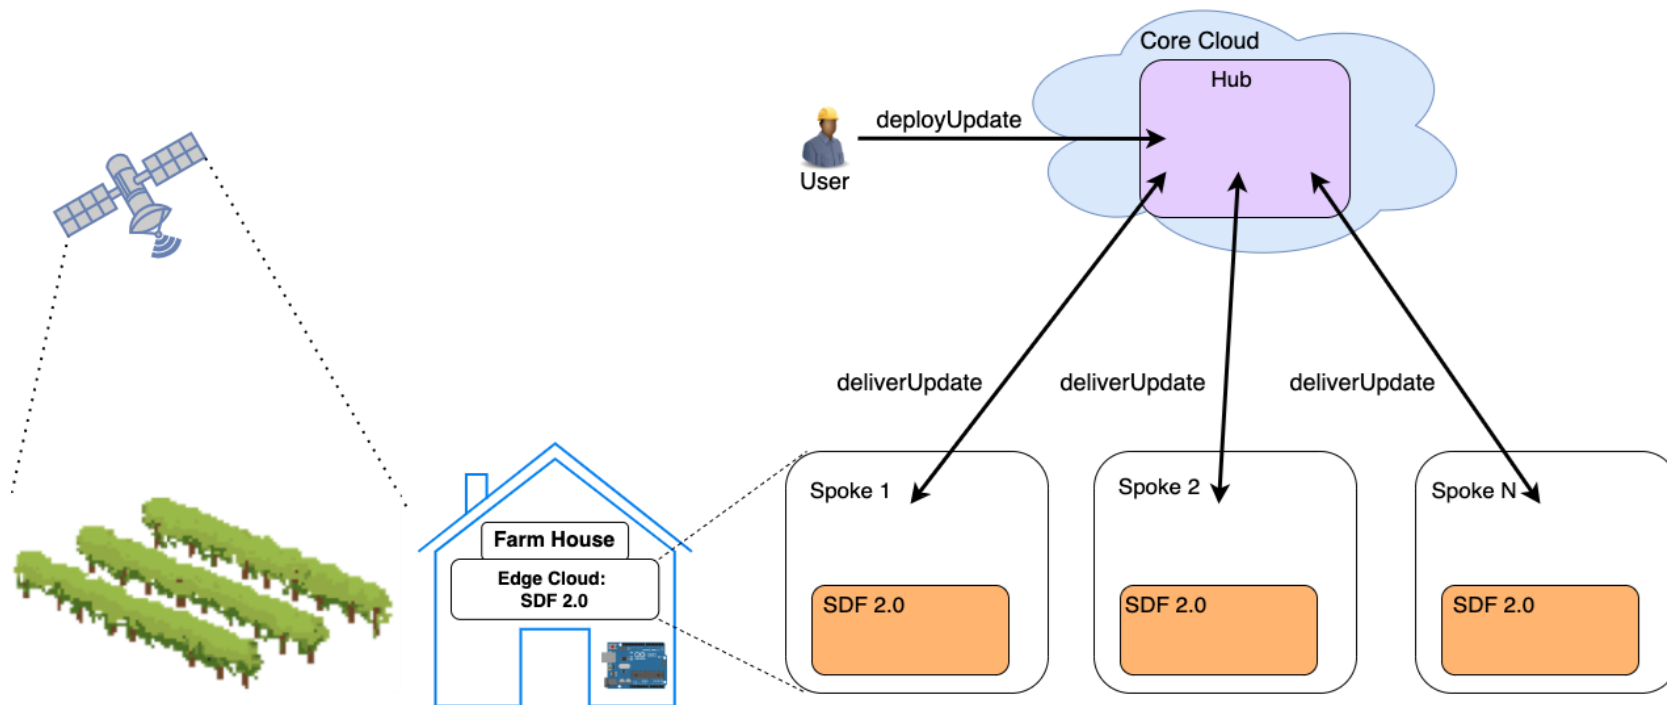 Core Cloud
Hub
deployUpdate
User
deliverUpdate
deliverUpdate
deliverUpdate
Farm House
Edge Cloud:
SDF 2.0
Spoke 1
SDF 2.0
Spoke 2
SDF 2.0
Spoke N
SDF 2.0